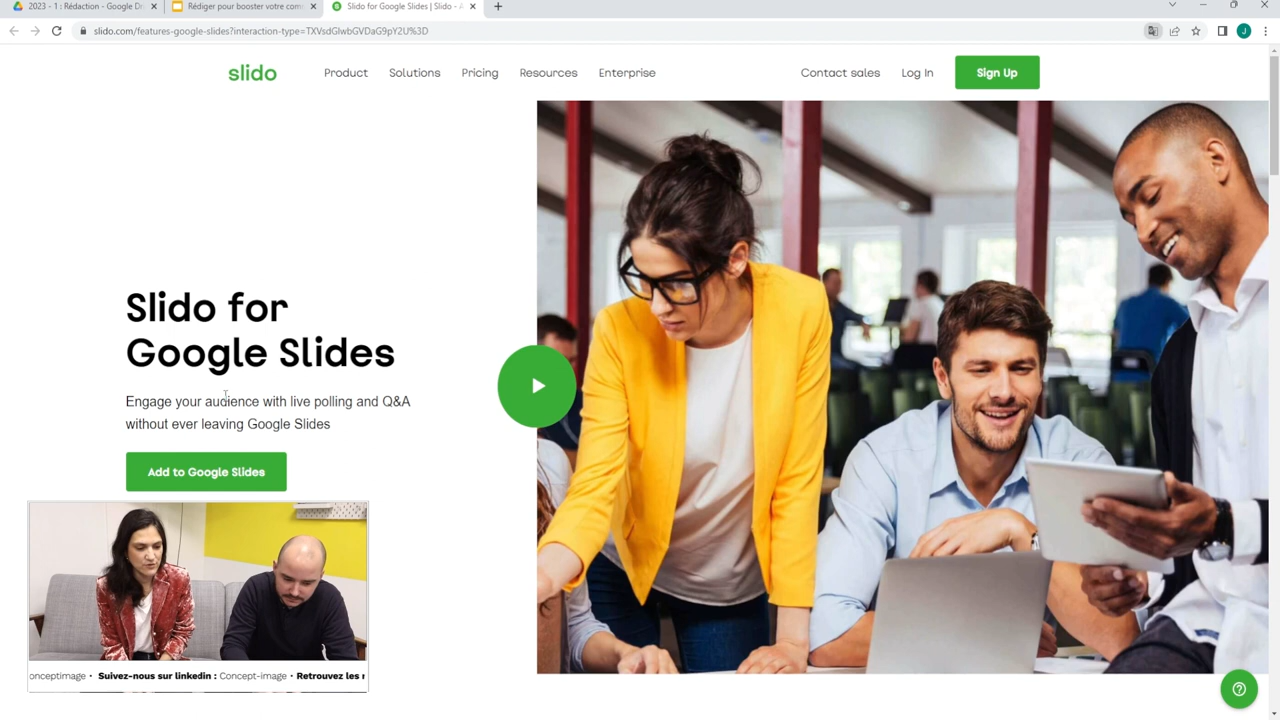 2023 - 1 : Rédaction - Google Dr
Rédiger pour booster votre com
Slido for Google Slides | Slido - A
slido.com/features-google-slides?interaction-type=TXVsdGlwbGVDaG9pY2U%3D
J
slido
Product
Solutions
Pricing
Resources
Enterprise
Contact sales
Log In
Sign Up
Slido for
Google Slides
Engage your audience with live polling and Q&A
without ever leaving Google Slides
Add to Google Slides
onceptimage • Suivez-nous sur linkedin : Concept-image • Retrouvez les